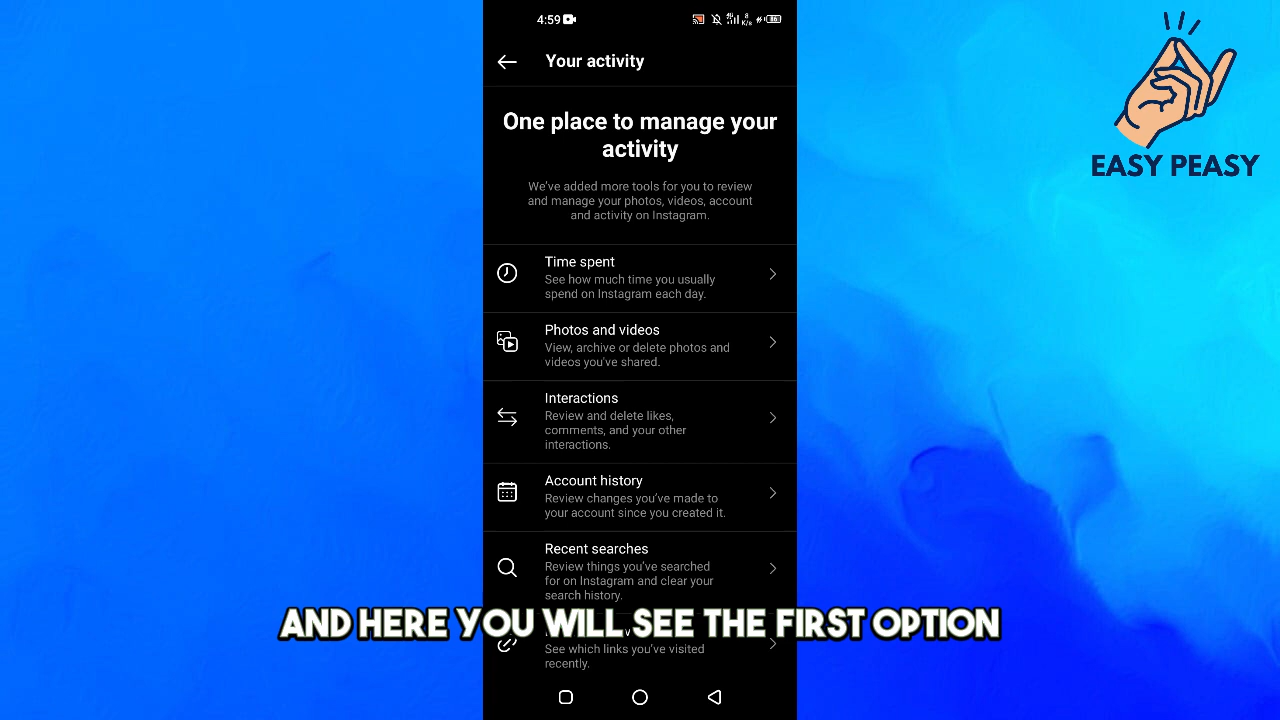 4:59
8
K/s
86
Your activity
EASY PEASY
One place to manage your
activity
We've added more tools for you to review
and manage your photos, videos, account
and activity on Instagram.
Time spent
See how much time you usually
spend on Instagram each day.
Photos and videos
View, archive or delete photos and
videos you've shared.
Interactions
Review and delete likes,
comments, and your other
interactions.
Account history
Review changes you've made to
your account since you created it.
Recent searches
Review things you've searched
for on Instagram and clear your
search history.
AND HERE YOU WILL SEE THE FIRST OPTION
See which links you've visited
recently.